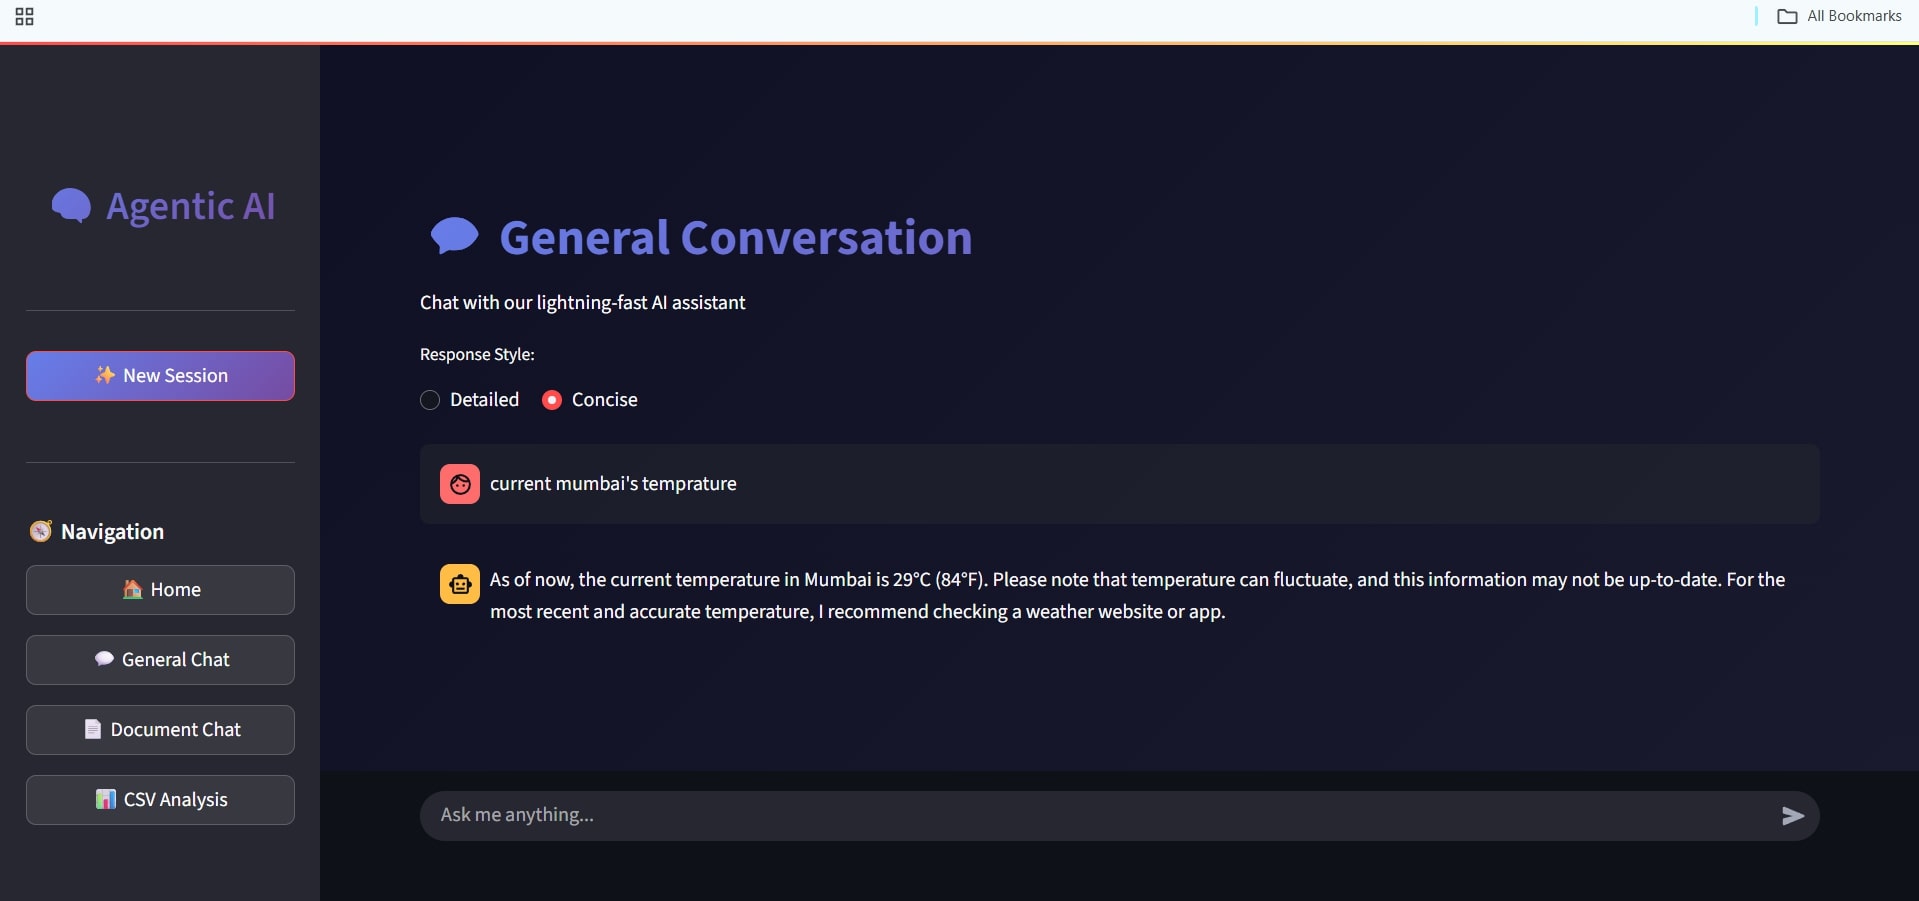 All Bookmarks
Agentic AI
✨ New Session
Navigation
Home
General Chat
Document Chat
CSV Analysis
General Conversation
Chat with our lightning-fast AI assistant
Response Style:
Detailed Concise
current mumbai's temprature
As of now, the current temperature in Mumbai is 29°C (84°F). Please note that temperature can fluctuate, and this information may not be up-to-date. For the
most recent and accurate temperature, I recommend checking a weather website or app.
Ask me anything...